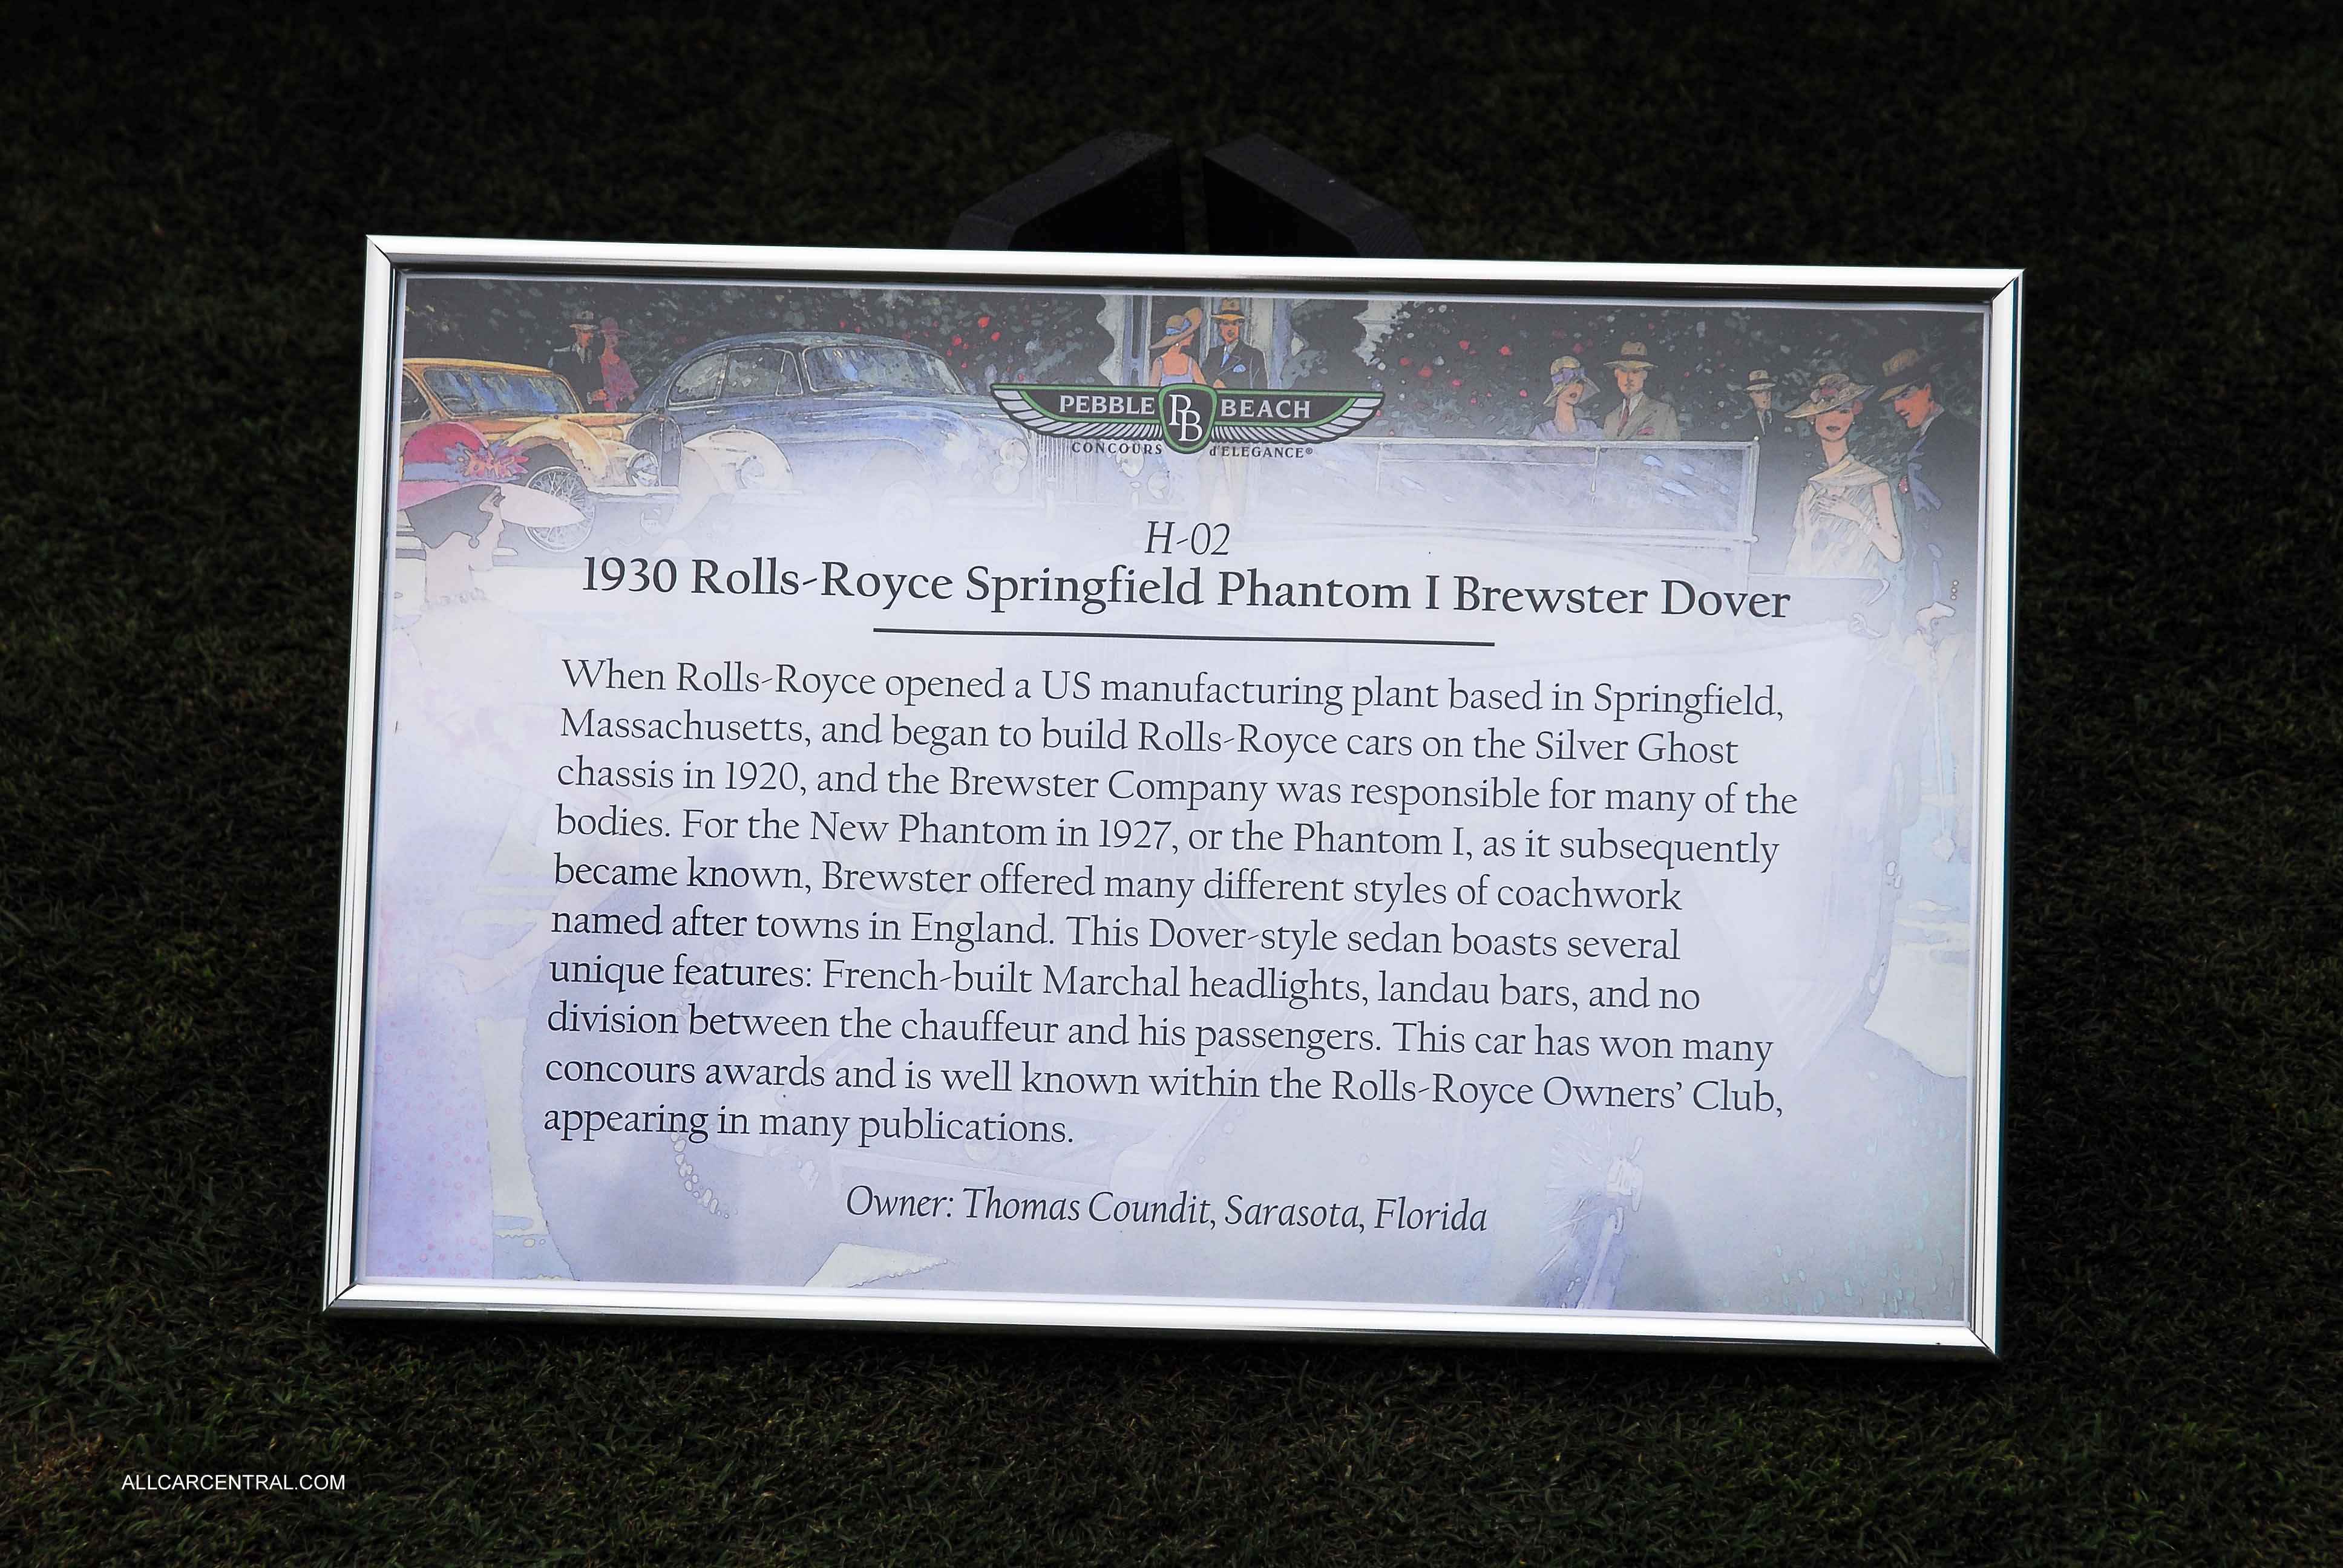 PEBBLE PB BEACH
CONCOURS d'ELEGANCE®
H-02
1930 Rolls-Royce Springfield Phantom I Brewster Dover
When Rolls-Royce opened a US manufacturing plant based in Springfield,
Massachusetts, and began to build Rolls-Royce cars on the Silver Ghost
chassis in 1920, and the Brewster Company was responsible for many of the
bodies. For the New Phantom in 1927, or the Phantom I, as it subsequently
became known, Brewster offered many different styles of coachwork
named after towns in England. This Dover-style sedan boasts several
unique features: French-built Marchal headlights, landau bars, and no
division between the chauffeur and his passengers. This car has won many
concours awards and is well known within the Rolls-Royce Owners’ Club,
appearing in many publications.
Owner: Thomas Coundit, Sarasota, Florida
ALLCARCENTRAL.COM